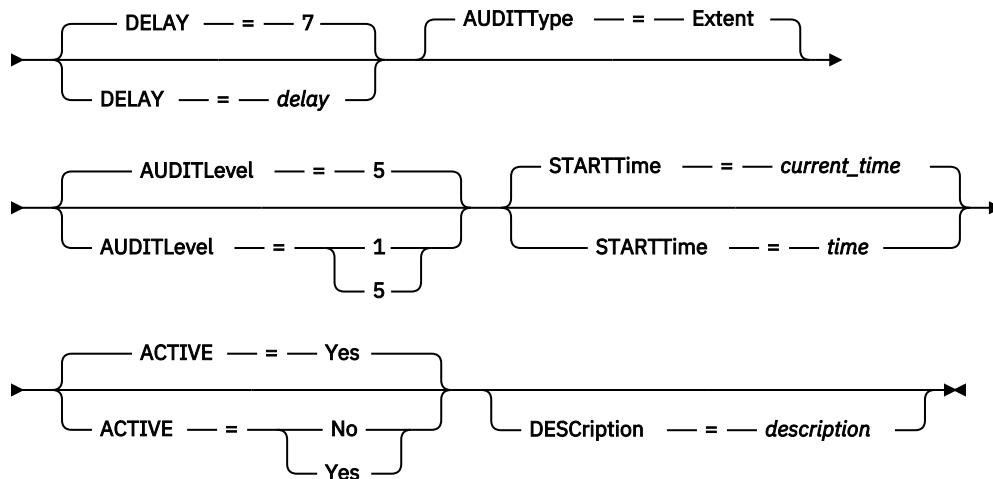 DELAY = 7
AUDITType = Extent
DELAY = delay
AUDITLevel = 5
STARTTime = current_time
AUDITLevel = 1
STARTTime = time
5
ACTIVE = Yes
ACTIVE = No
DESCription = description
Yes